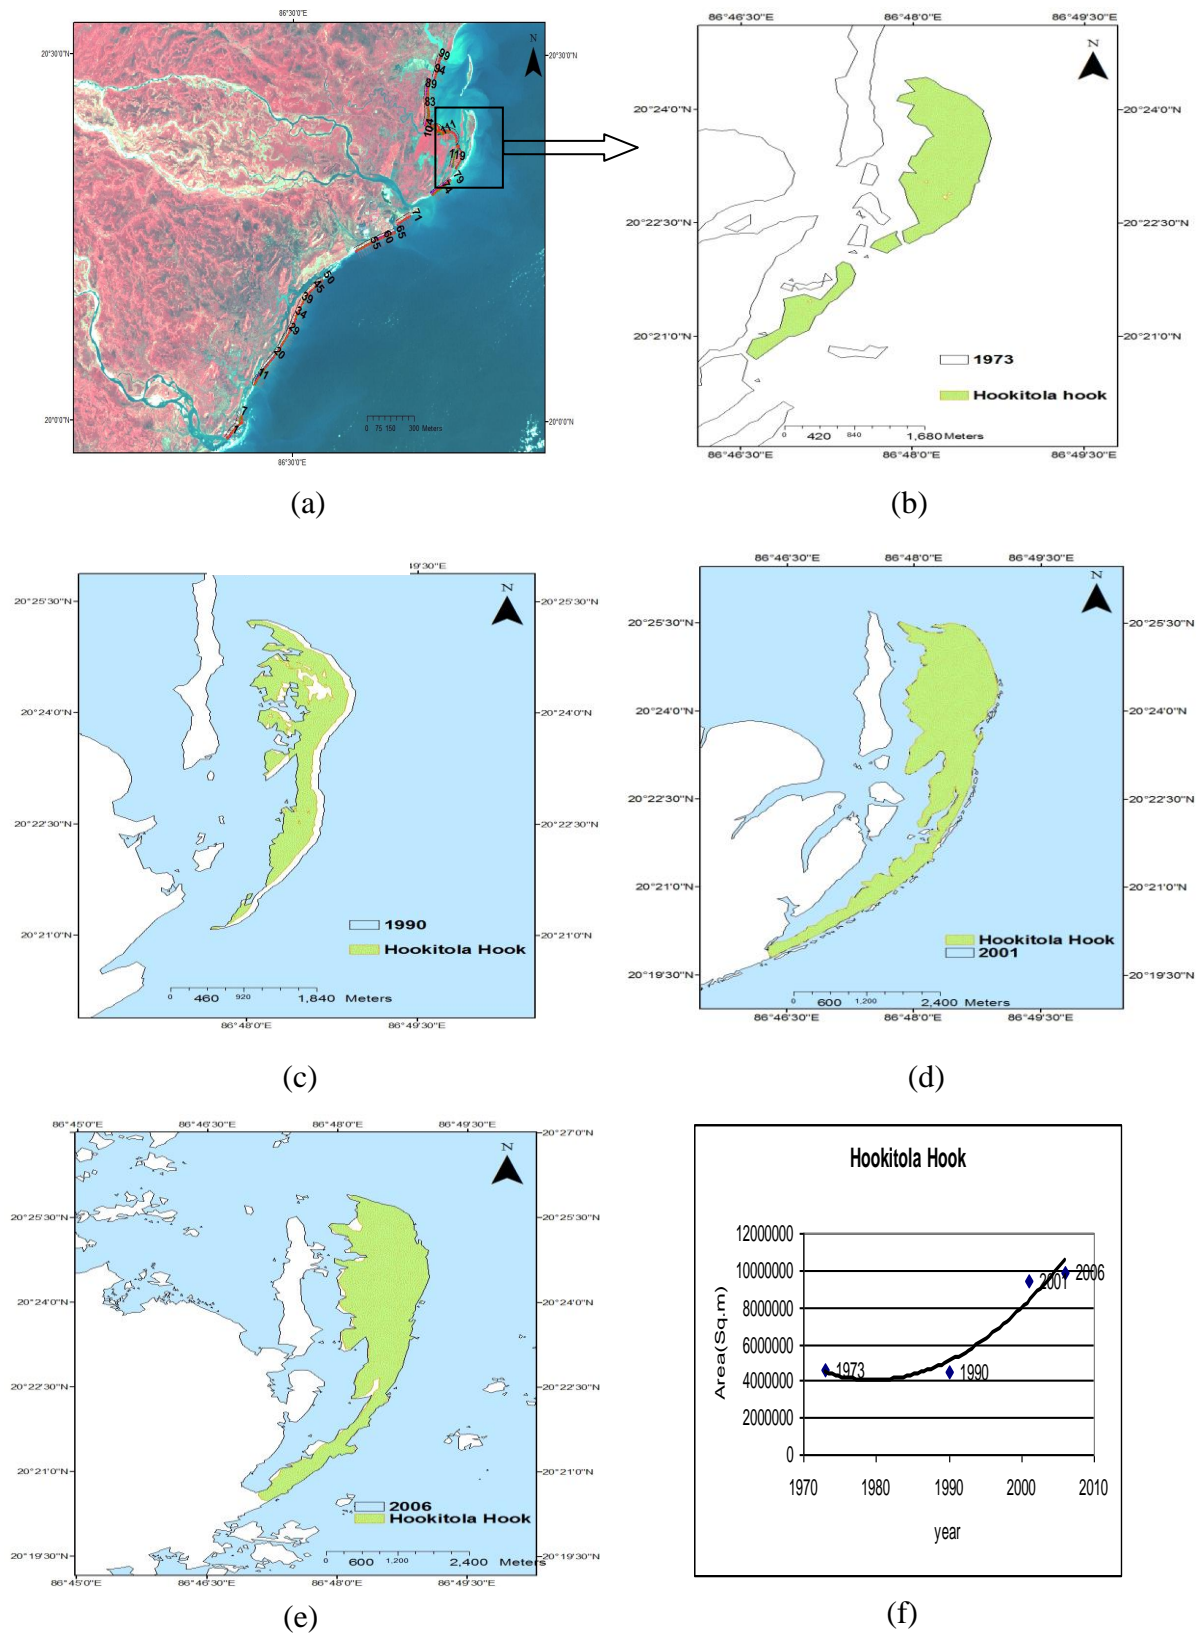 86°30'0"E
20°30'0"N
N
20°30'0"N
99
94
89
83
104
111
119
79
74
71
65
60
55
50
45
39
34
29
20
11
7
1
20°0'0"N
20°0'0"N
0 75 150 300 Meters
86°30'0"E
(a)
86°46'30"E 86°48'0"E 86°49'30"E
N
20°24'0"N 20°24'0"N
20°22'30"N 20°22'30"N
20°21'0"N 20°21'0"N
1973
Hookitola hook
0 420 840 1,680 Meters
86°46'30"E 86°48'0"E 86°49'30"E
(b)
49'30"E
N
20°25'30"N 20°25'30"N
20°24'0"N 20°24'0"N
20°22'30"N 20°22'30"N
20°21'0"N 20°21'0"N
1990
Hookitola Hook
0 460 920 1,840 Meters
86°48'0"E 86°49'30"E
(c)
86°46'30"E 86°48'0"E 86°49'30"E
N
20°25'30"N 20°25'30"N
20°24'0"N 20°24'0"N
20°22'30"N 20°22'30"N
20°21'0"N 20°21'0"N
Hookitola Hook
2001
20°19'30"N 20°19'30"N
0 600 1,200 2,400 Meters
86°46'30"E 86°48'0"E 86°49'30"E
(d)
86°45'0"E 86°46'30"E 86°48'0"E 86°49'30"E
20°27'0"N
N
20°25'30"N 20°25'30"N
20°24'0"N 20°24'0"N
20°22'30"N 20°22'30"N
20°21'0"N 20°21'0"N
2006
Hookitola Hook
20°19'30"N 20°19'30"N
0 600 1,200 2,400 Meters
86°45'0"E 86°46'30"E 86°48'0"E 86°49'30"E
(e)
Hookitola Hook
12000000
10000000
8000000
6000000
4000000
2000000
0
Area(Sq.m)
1973
1990
2001
2006
1970 1980 1990 2000 2010
year
(f)